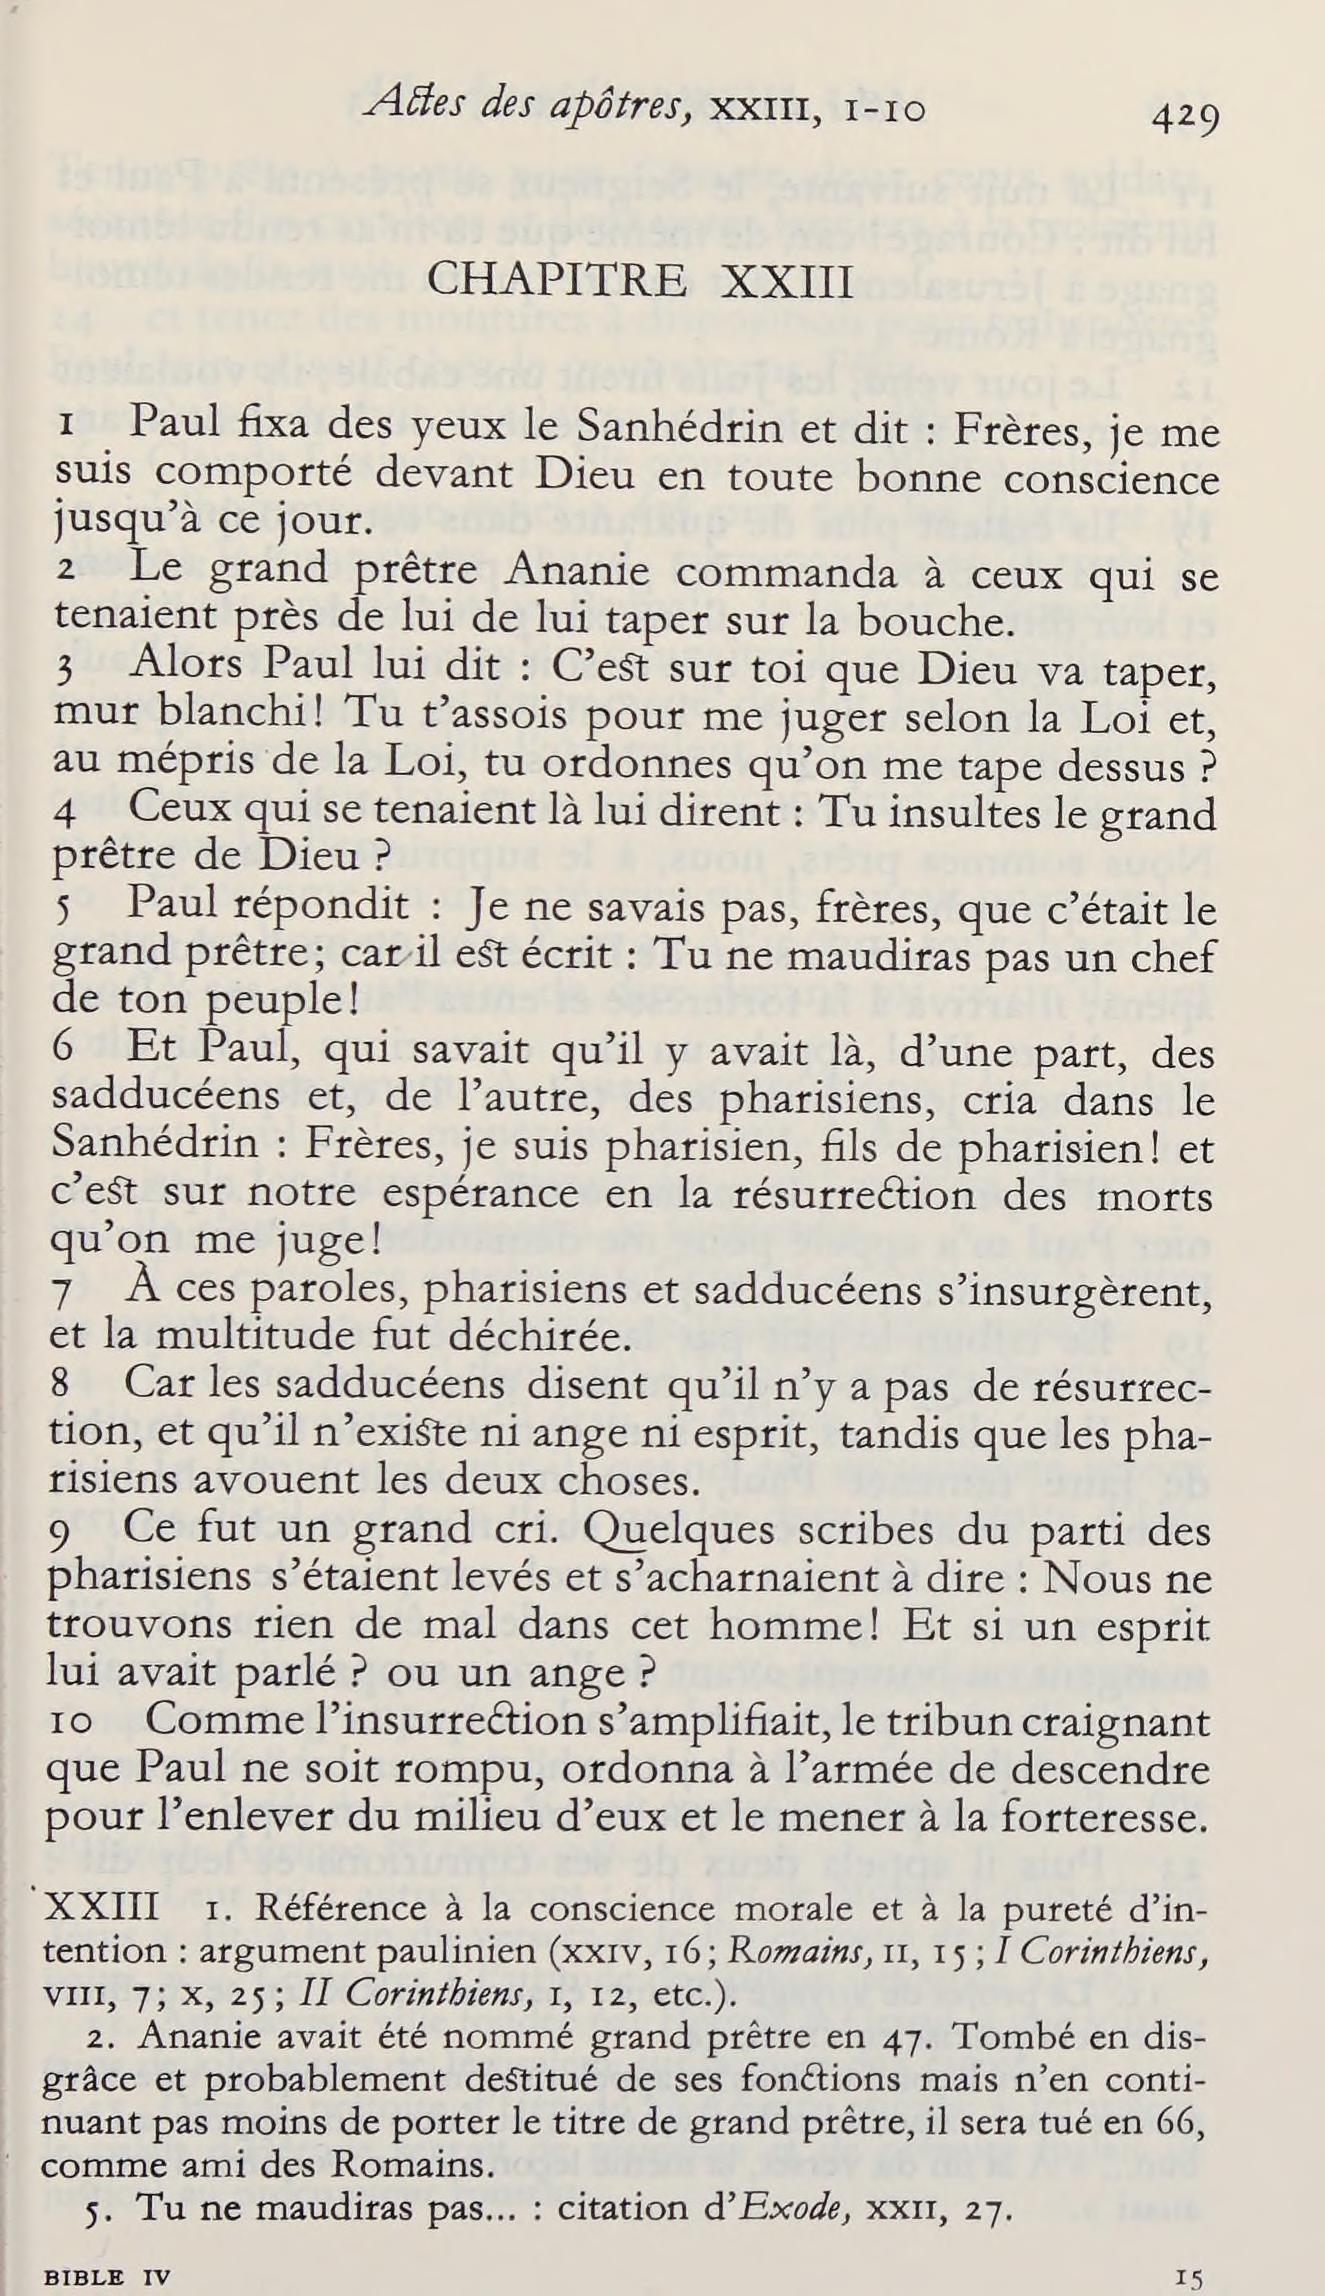 Actes des apôtres, XXIII, 1-10 429
CHAPITRE XXIII
1 Paul fixa des yeux le Sanhédrin et dit : Frères, je me
suis comporté devant Dieu en toute bonne conscience
jusqu’à ce jour.
2 Le grand prêtre Ananie commanda à ceux qui se
tenaient près de lui de lui taper sur la bouche.
3 Alors Paul lui dit : C’est sur toi que Dieu va taper,
mur blanchi! Tu t’assois pour me juger selon la Loi et,
au mépris de la Loi, tu ordonnes qu’on me tape dessus ?
4 Ceux qui se tenaient là lui dirent : Tu insultes le grand
prêtre de Dieu ?
5 Paul répondit : Je ne savais pas, frères, que c’était le
grand prêtre; car il est écrit : Tu ne maudiras pas un chef
de ton peuple!
6 Et Paul, qui savait qu’il y avait là, d’une part, des
sadducéens et, de l’autre, des pharisiens, cria dans le
Sanhédrin : Frères, je suis pharisien, fils de pharisien! et
c’est sur notre espérance en la résurrection des morts
qu’on me juge!
7 À ces paroles, pharisiens et sadducéens s’insurgèrent,
et la multitude fut déchirée.
8 Car les sadducéens disent qu’il n’y a pas de résurrec-
tion, et qu’il n’existe ni ange ni esprit, tandis que les pha-
risiens avouent les deux choses.
9 Ce fut un grand cri. Quelques scribes du parti des
pharisiens s’étaient levés et s’acharnaient à dire : Nous ne
trouvons rien de mal dans cet homme! Et si un esprit
lui avait parlé ? ou un ange ?
10 Comme l’insurrection s’amplifiait, le tribun craignant
que Paul ne soit rompu, ordonna à l’armée de descendre
pour l’enlever du milieu d’eux et le mener à la forteresse.
XXIII 1. Référence à la conscience morale et à la pureté d’in-
tention : argument paulinien (XXIV, 16; Romains, II, 15 ; I Corinthiens,
VIII, 7; X, 25; II Corinthiens, I, 12, etc.).
2. Ananie avait été nommé grand prêtre en 47. Tombé en dis-
grâce et probablement destitué de ses fonctions mais n’en conti-
nuant pas moins de porter le titre de grand prêtre, il sera tué en 66,
comme ami des Romains.
5. Tu ne maudiras pas... : citation d’Exode, XXII, 27.
BIBLE IV 15